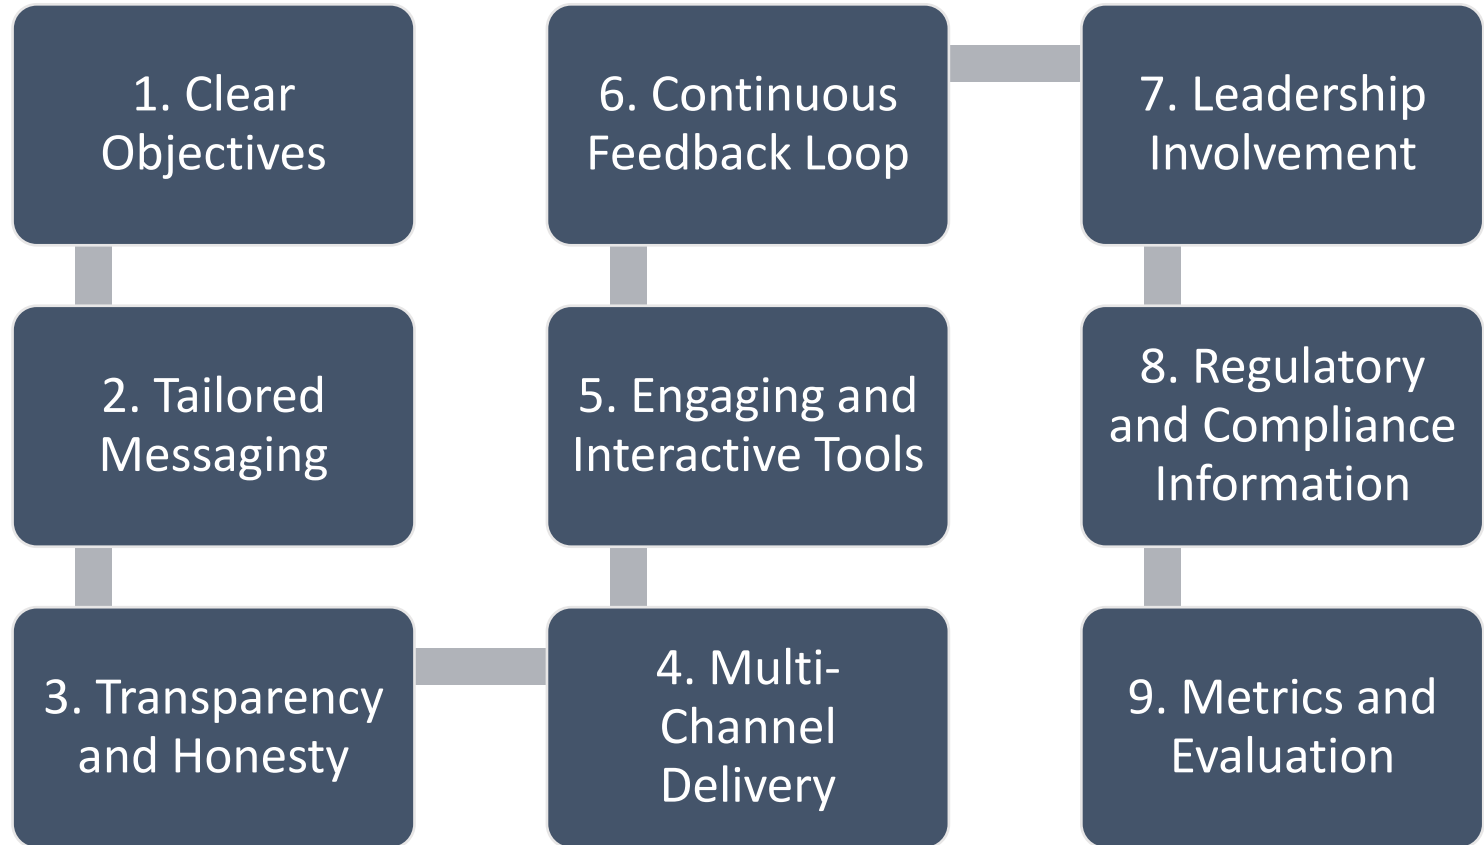 1. Clear
Objectives
2. Tailored
Messaging
3. Transparency
and Honesty
4. Multi-
Channel
Delivery
5. Engaging and
Interactive Tools
6. Continuous
Feedback Loop
7. Leadership
Involvement
8. Regulatory
and Compliance
Information
9. Metrics and
Evaluation